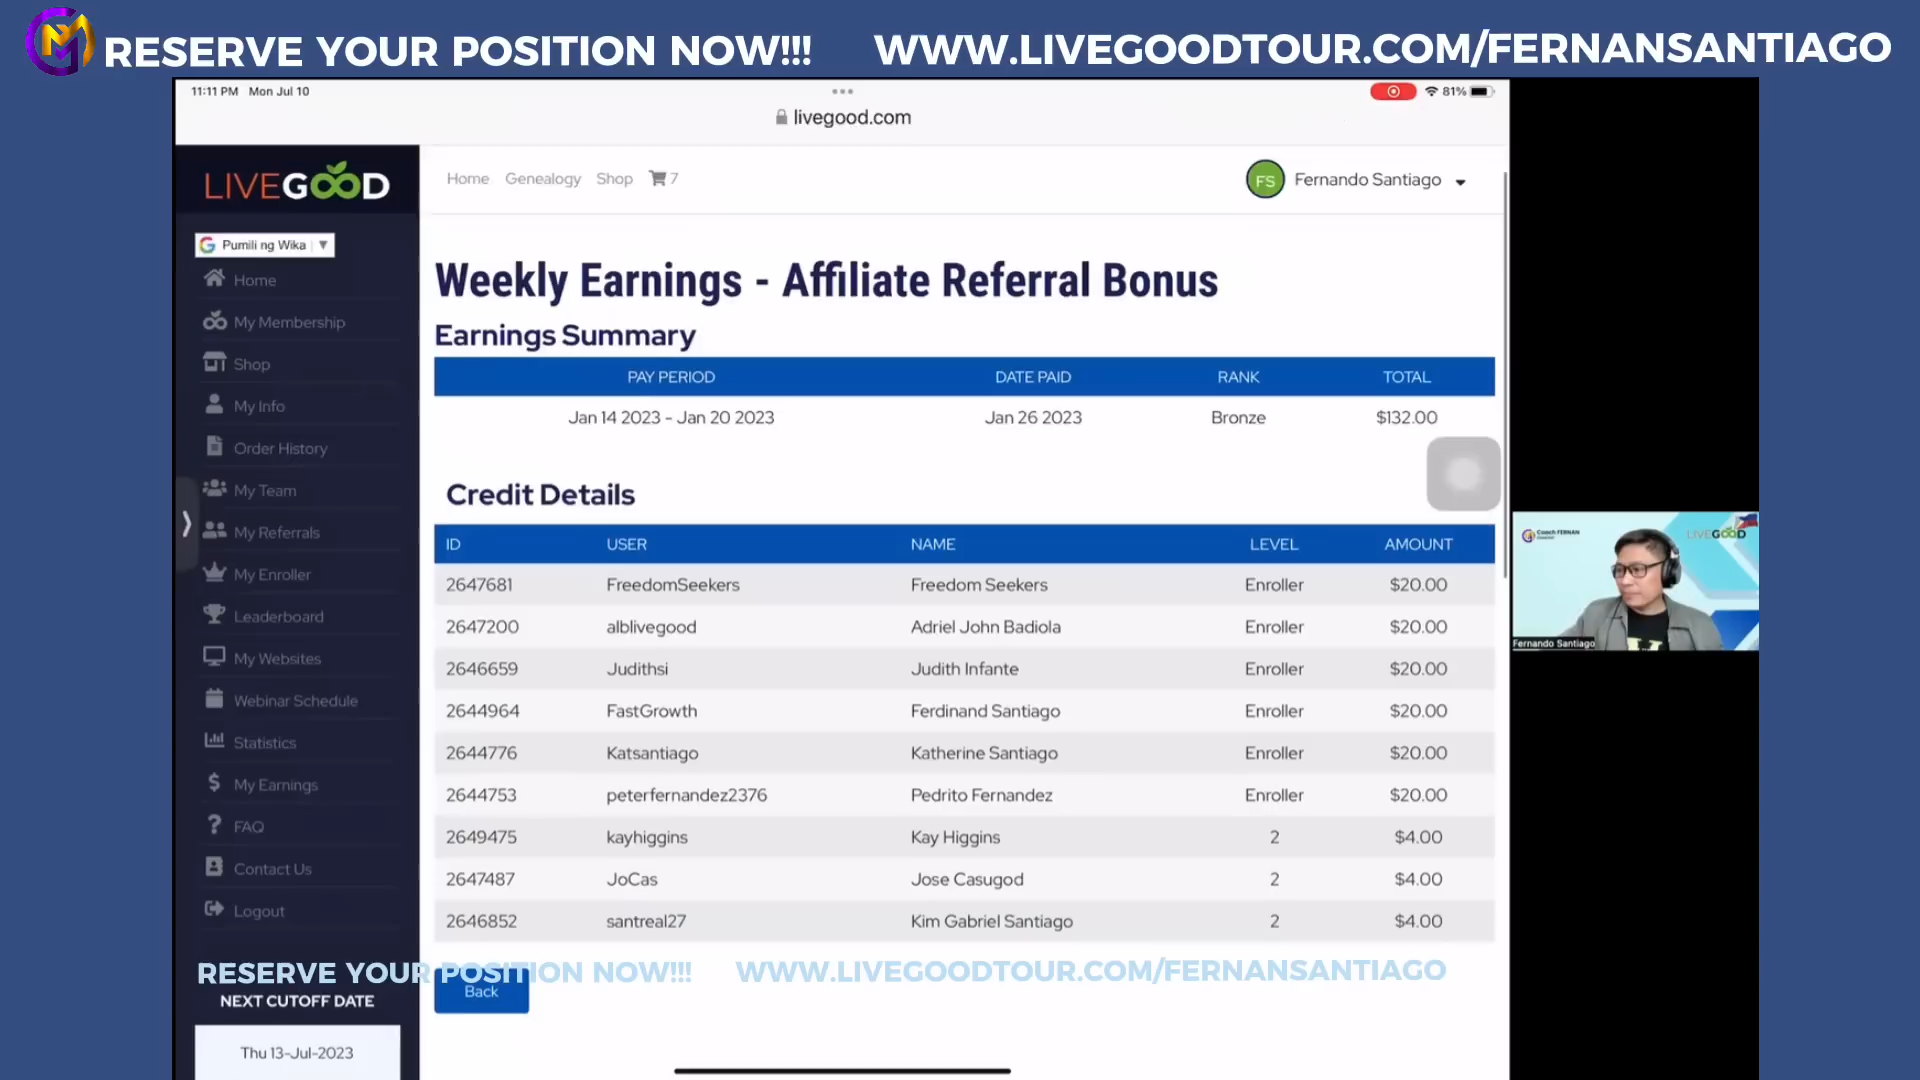 RESERVE YOUR POSITION NOW!!! WWW.LIVEGOODTOUR.COM/FERNANSANTIAGO
11:11 PM Mon Jul 10
81%
livegood.com
LIVEGOOD
Home Genealogy Shop 7
FS Fernando Santiago
Pumili ng Wika
Home
My Membership
Shop
My Info
Order History
My Team
My Referrals
My Enroller
Leaderboard
My Websites
Webinar Schedule
Statistics
My Earnings
FAQ
Contact Us
Logout
NEXT CUTOFF DATE
Thu 13-Jul-2023
Weekly Earnings - Affiliate Referral Bonus
Earnings Summary
PAY PERIOD DATE PAID RANK TOTAL
Jan 14 2023 - Jan 20 2023 Jan 26 2023 Bronze $132.00
Credit Details
ID USER NAME LEVEL AMOUNT
2647681 FreedomSeekers Freedom Seekers Enroller $20.00
2647200 alblivegood Adriel John Badiola Enroller $20.00
2646659 Judithsi Judith Infante Enroller $20.00
2644964 FastGrowth Ferdinand Santiago Enroller $20.00
2644776 Katsantiago Katherine Santiago Enroller $20.00
2644753 peterfernandez2376 Pedrito Fernandez Enroller $20.00
2649475 kayhiggins Kay Higgins 2 $4.00
2647487 JoCas Jose Casugod 2 $4.00
2646852 santreal27 Kim Gabriel Santiago 2 $4.00
RESERVE YOUR POSITION NOW!!! WWW.LIVEGOODTOUR.COM/FERNANSANTIAGO
Back
Coach FERNAN
LIVEGOOD
Fernando Santiago